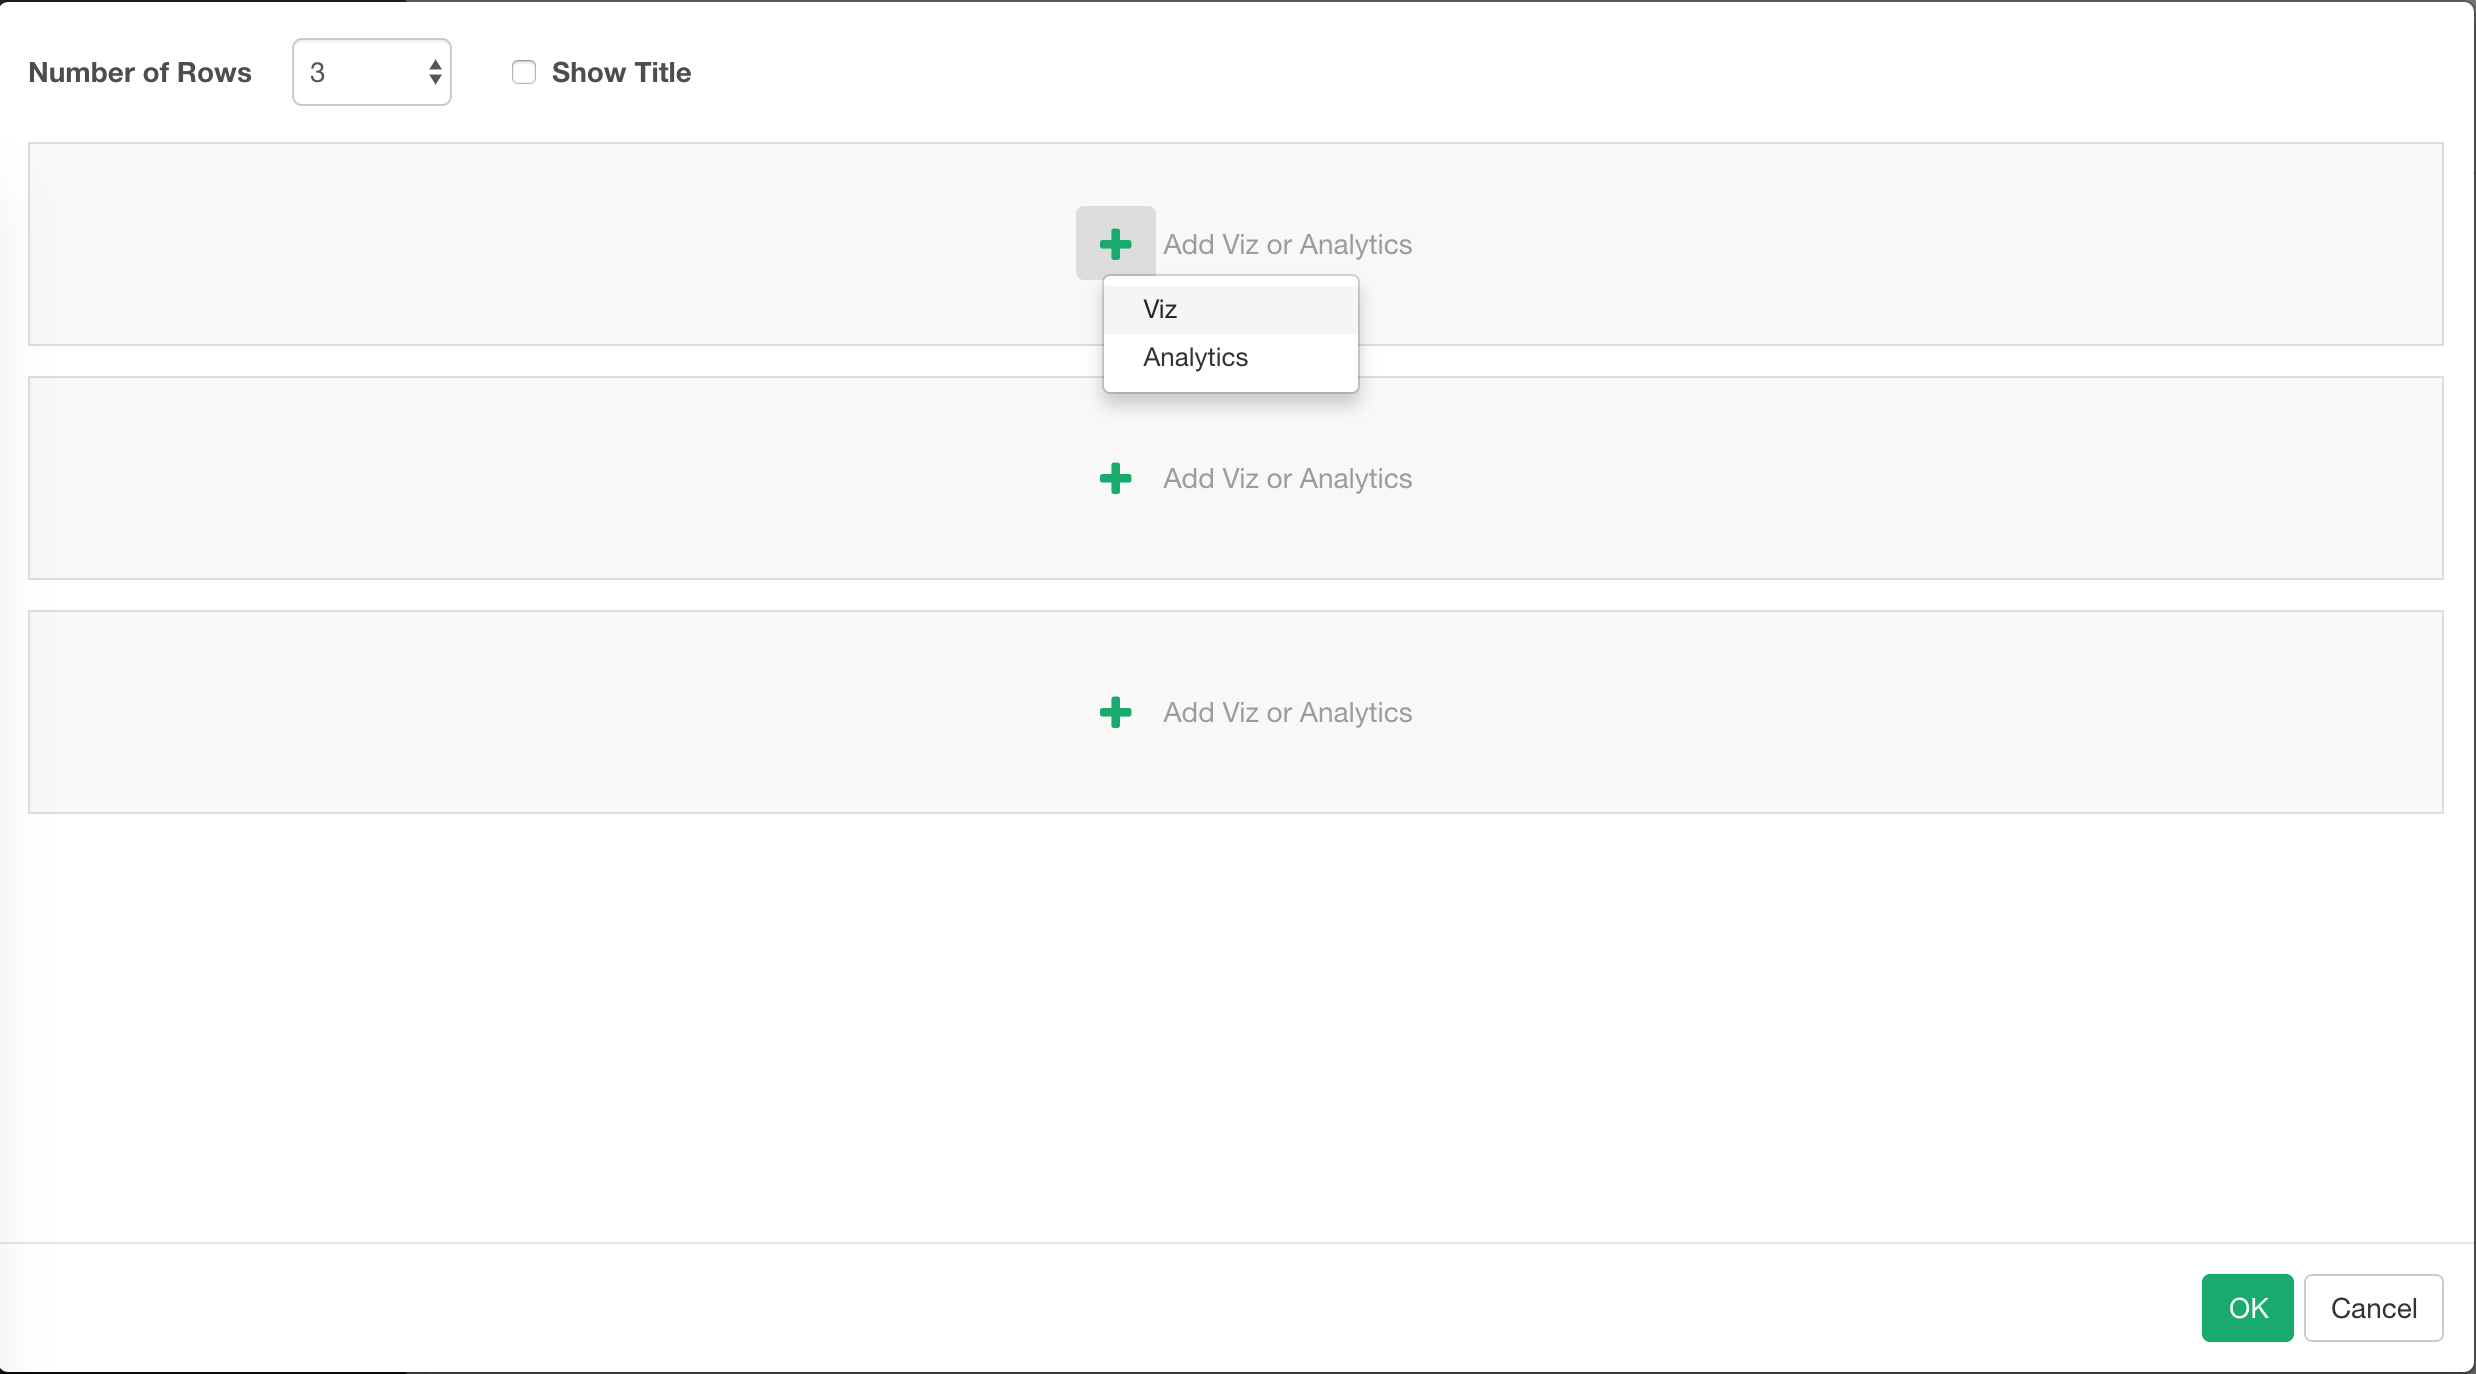 Number of Rows 3 Show Title
Add Viz or Analytics
Viz
Analytics
Add Viz or Analytics
Add Viz or Analytics
OK Cancel